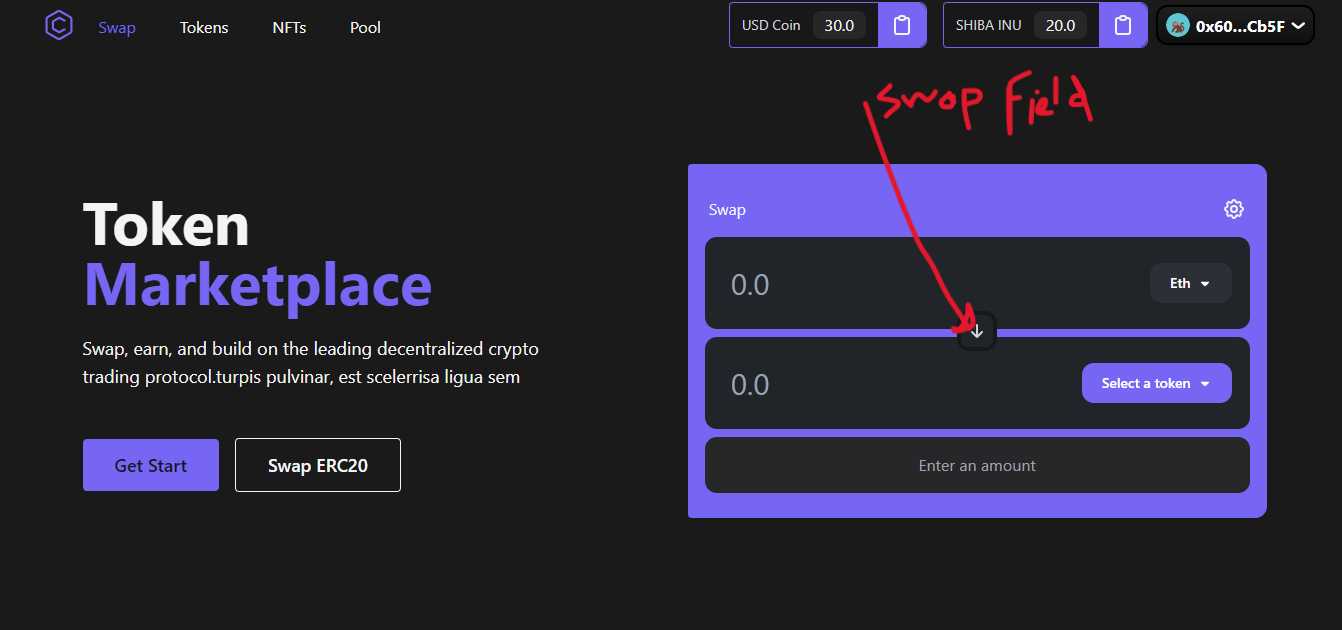 Swap Tokens NFTs Pool USD Coin 30.0 SHIBA INU 20.0 0x60...Cb5F
swap field
Token
Marketplace
Swap, earn, and build on the leading decentralized crypto
trading protocol.turpis pulvinar, est scelerrisa ligua sem
Get Start Swap ERC20
Swap
0.0 Eth
0.0 Select a token
Enter an amount